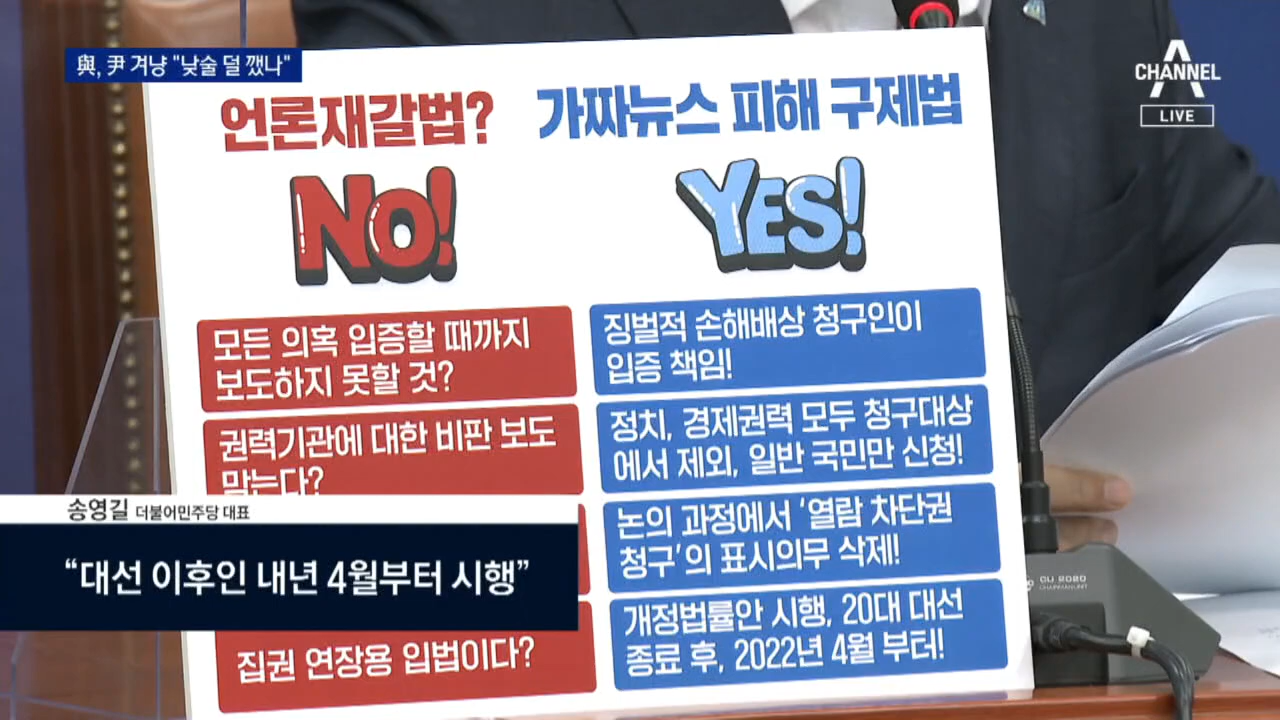 與, 尹 겨냥 "낮술 덜 깼나"
CHANNEL A
LIVE
언론재갈법?
NO!
모든 의혹 입증할 때까지
보도하지 못할 것?
권력기관에 대한 비판 보도
막는다?
집권 연장용 입법이다?
가짜뉴스 피해 구제법
YES!
징벌적 손해배상 청구인이
입증 책임!
정치, 경제권력 모두 청구대상
에서 제외, 일반 국민만 신청!
논의 과정에서 '열람 차단권
청구'의 표시의무 삭제!
개정법률안 시행, 20대 대선
종료 후, 2022년 4월 부터!
송영길 더불어민주당 대표
“대선 이후인 내년 4월부터 시행”